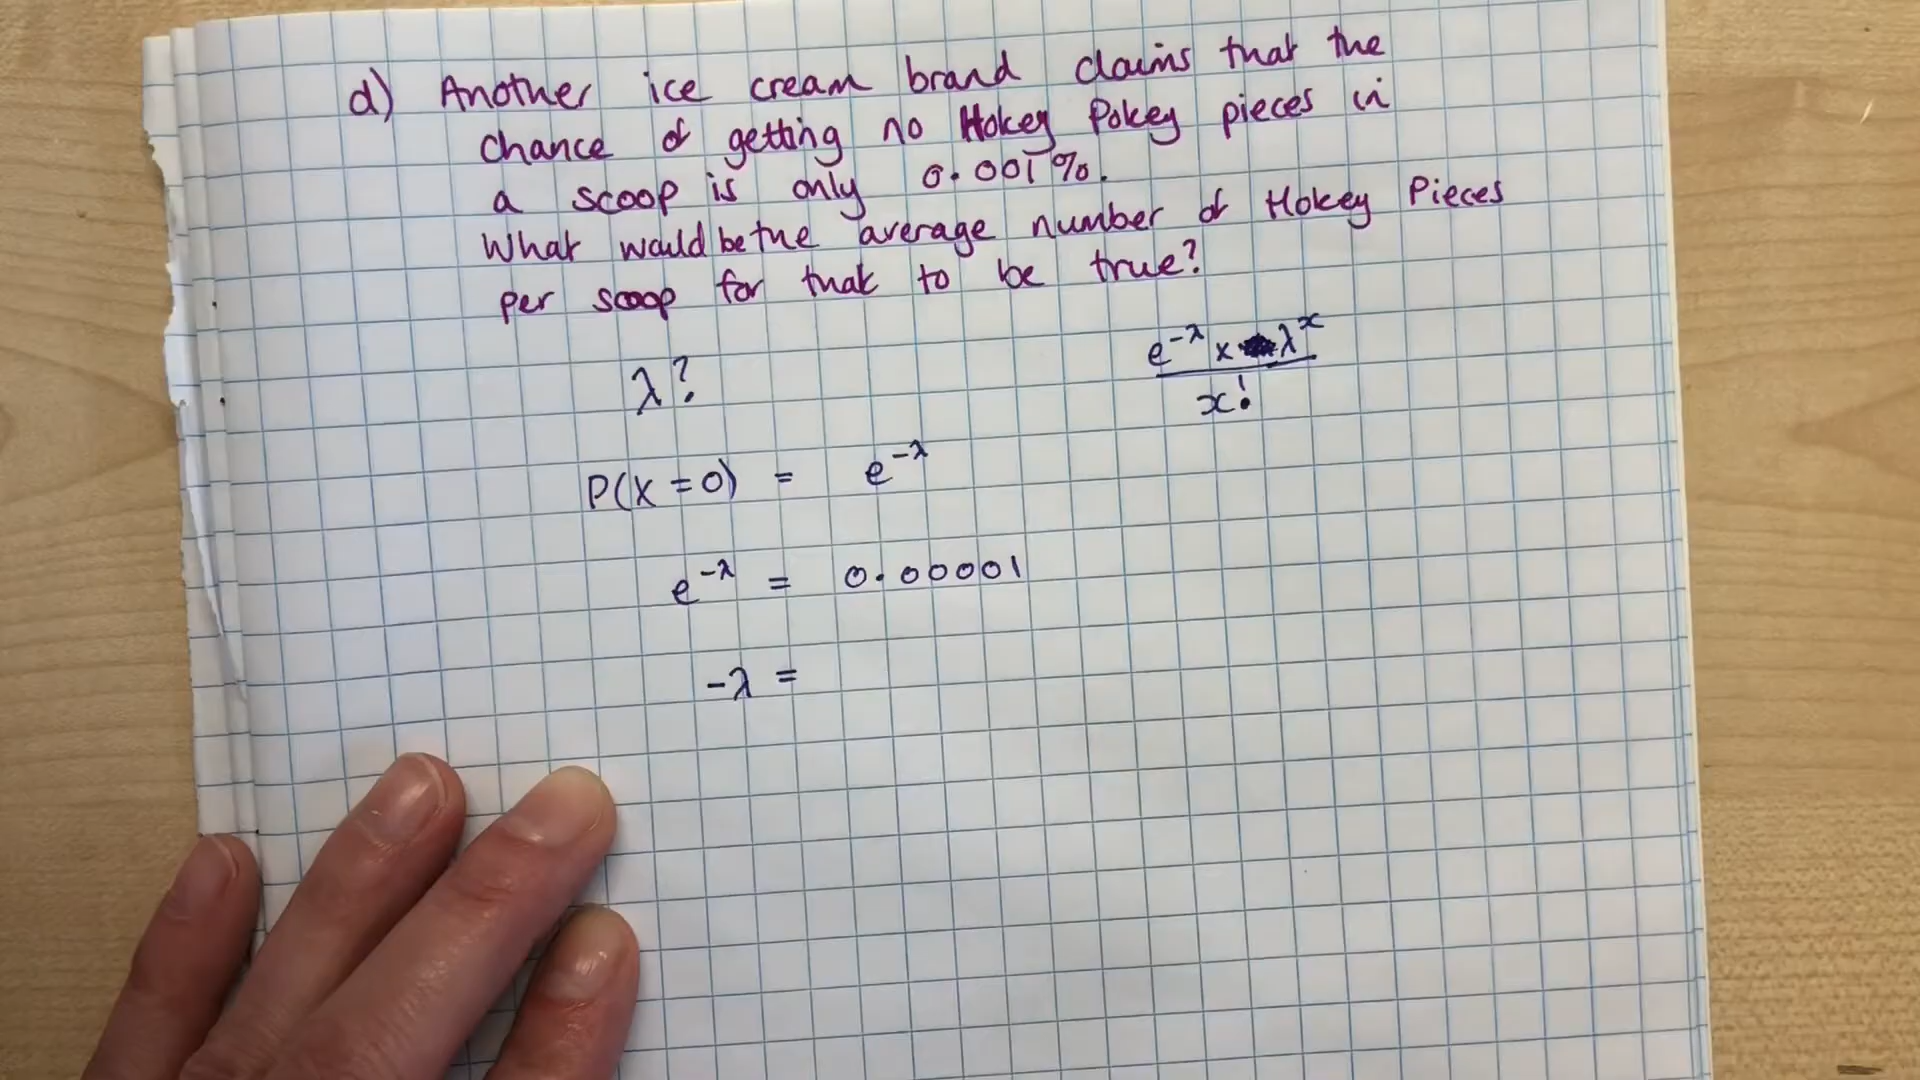 d) Another ice cream brand claims that the
chance of getting no Hokey Pokey pieces in
a scoop is only 0.001%.
What would be the average number of Hokey Pieces
per scoop for that to be true?
λ?
e^-λ x λ^x
x!
P(X = 0) = e^-λ
e^-λ = 0.00001
-λ =